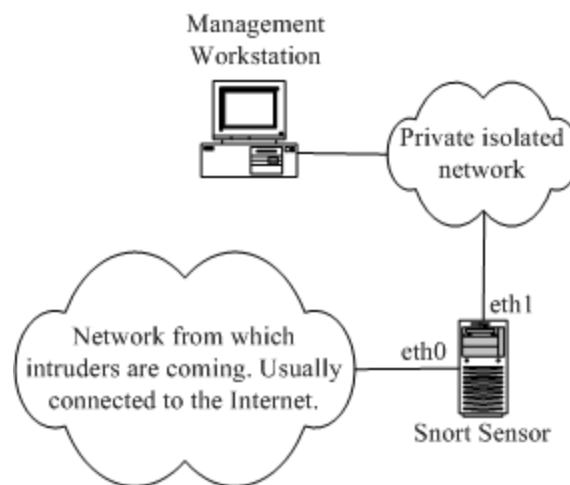 Management
Workstation
Private isolated
network
eth1
Network from which
intruders are coming. Usually
connected to the Internet.
eth0
Snort Sensor